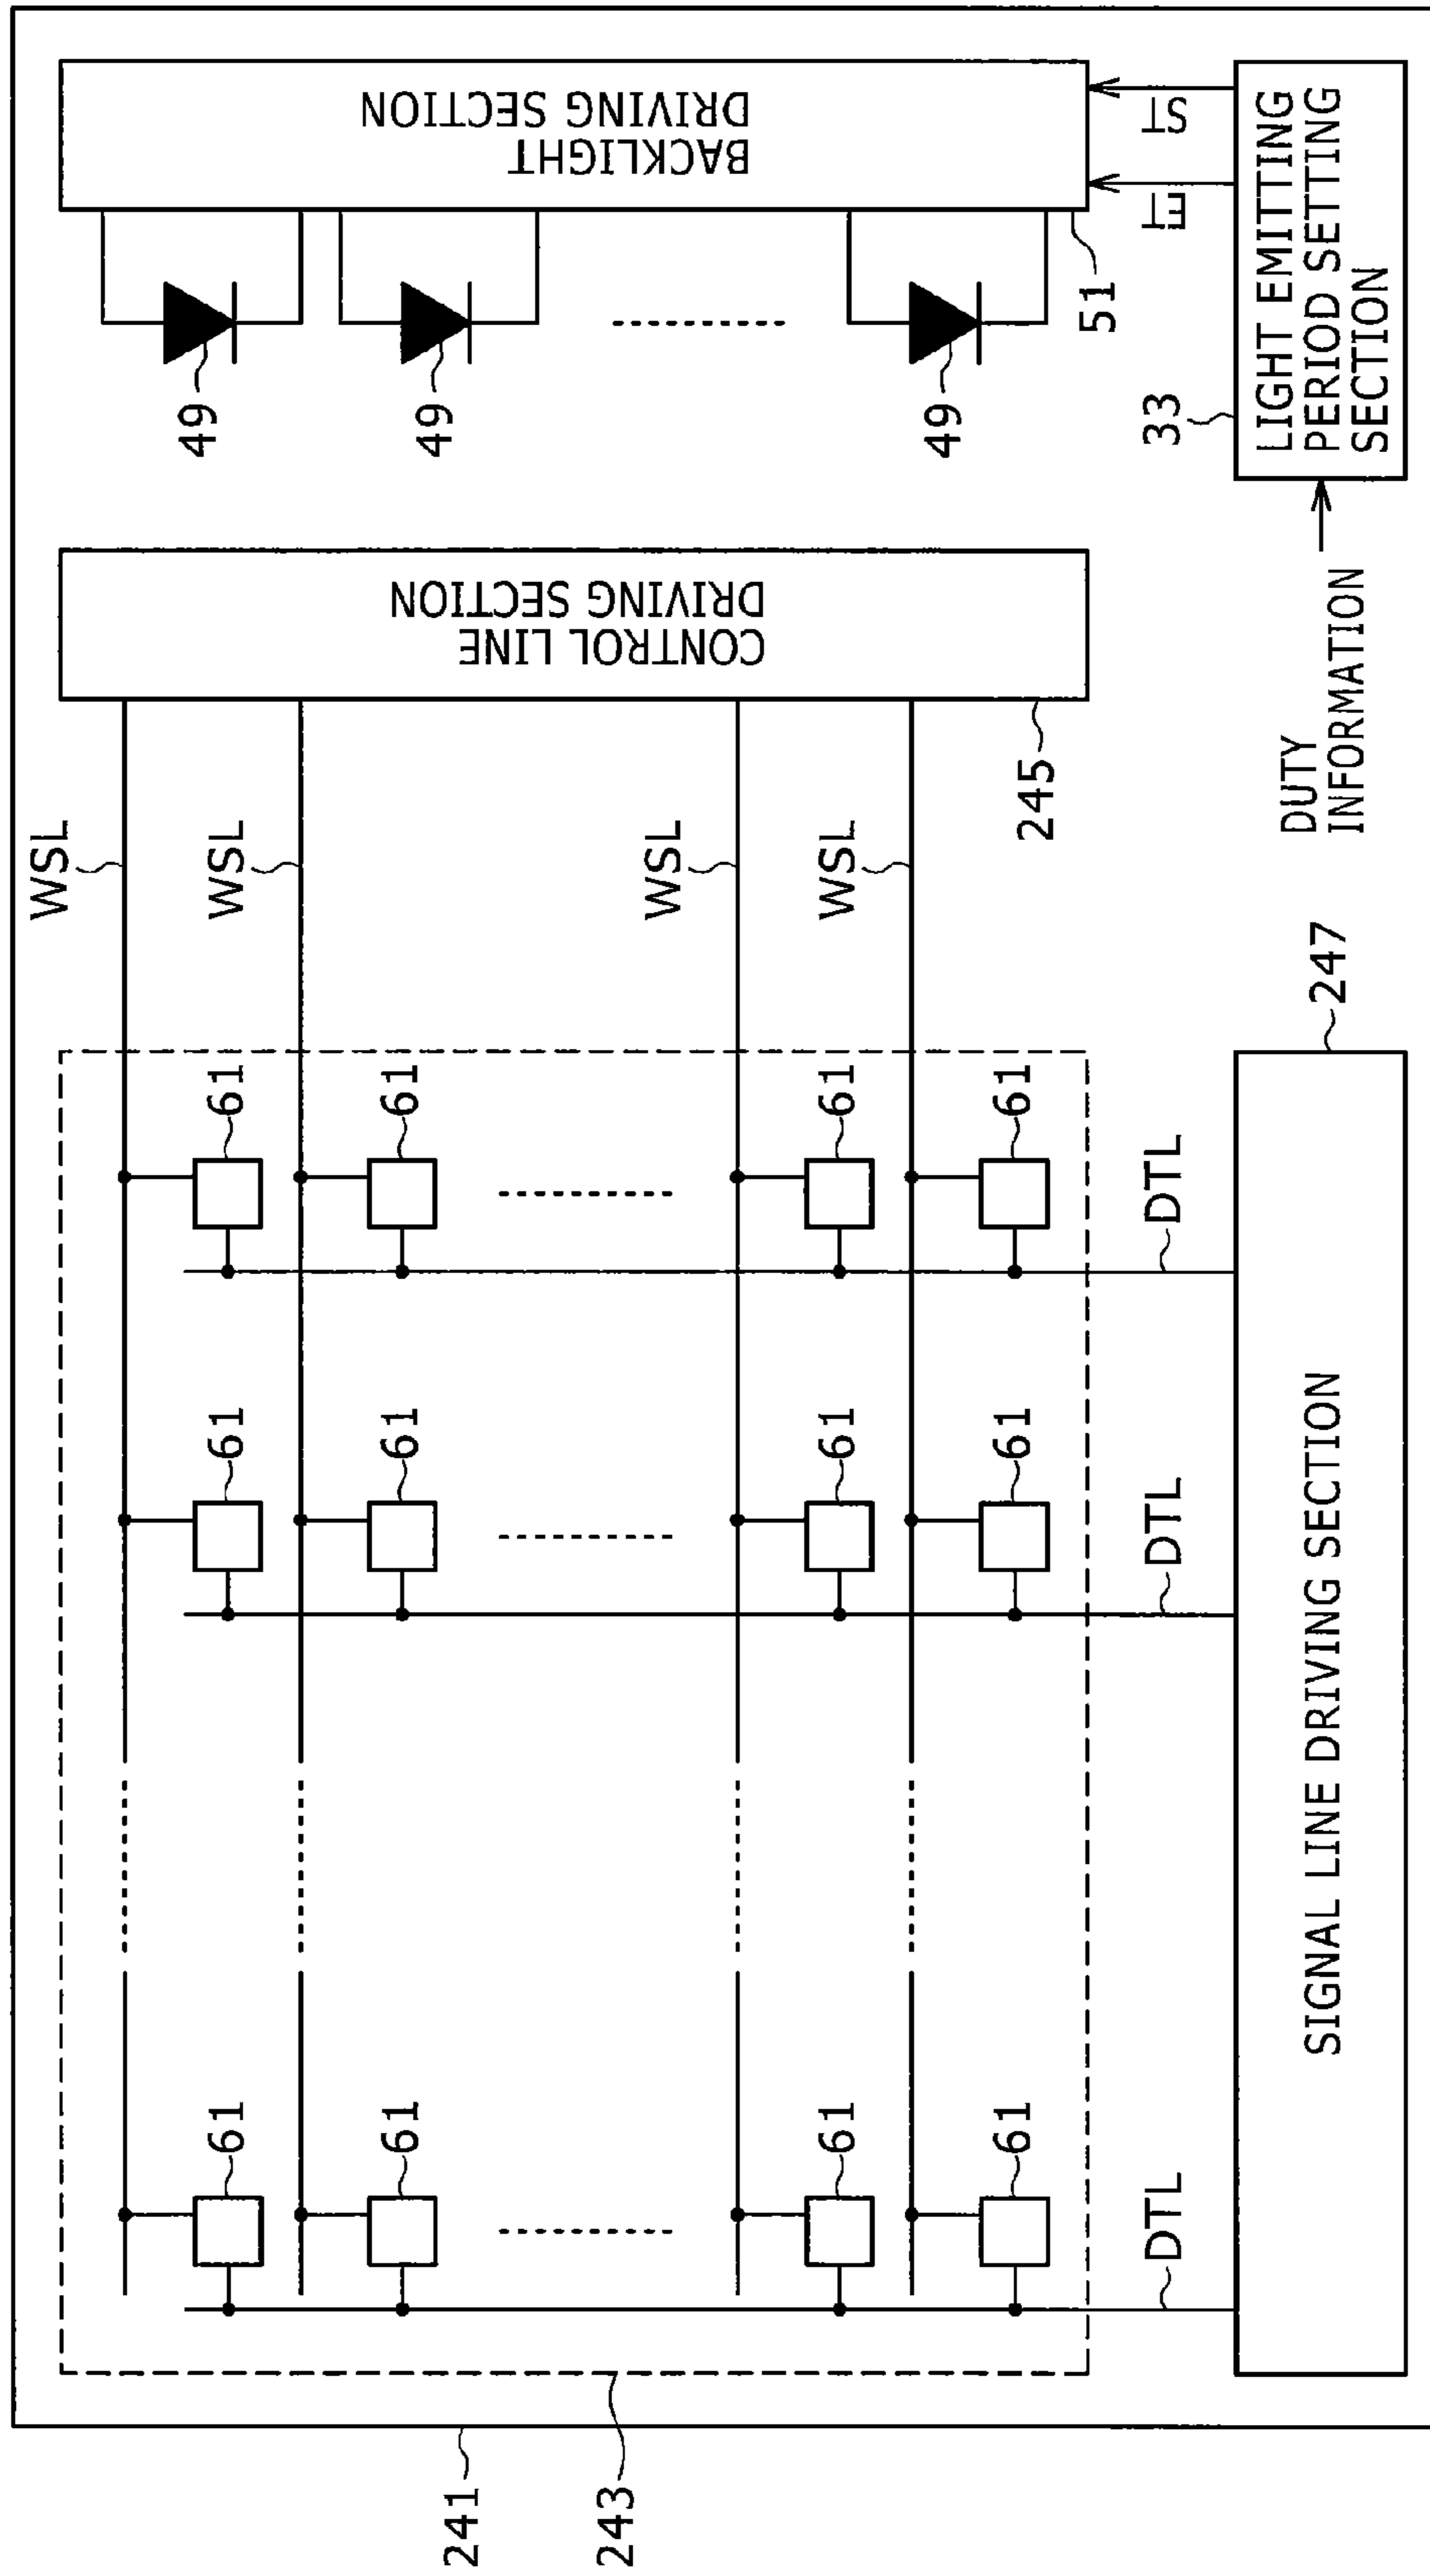 WSL
49
61
61
61
WSL
61
61
61
49
241
CONTROL LINE
DRIVING SECTION
BACKLIGHT
DRIVING SECTION
243
WSL
61
61
61
WSL
49
61
61
61
245
51
DTL
DTL
DTL
33
ET
ST
SIGNAL LINE DRIVING SECTION
247
DUTY
INFORMATION
LIGHT EMITTING
PERIOD SETTING
SECTION